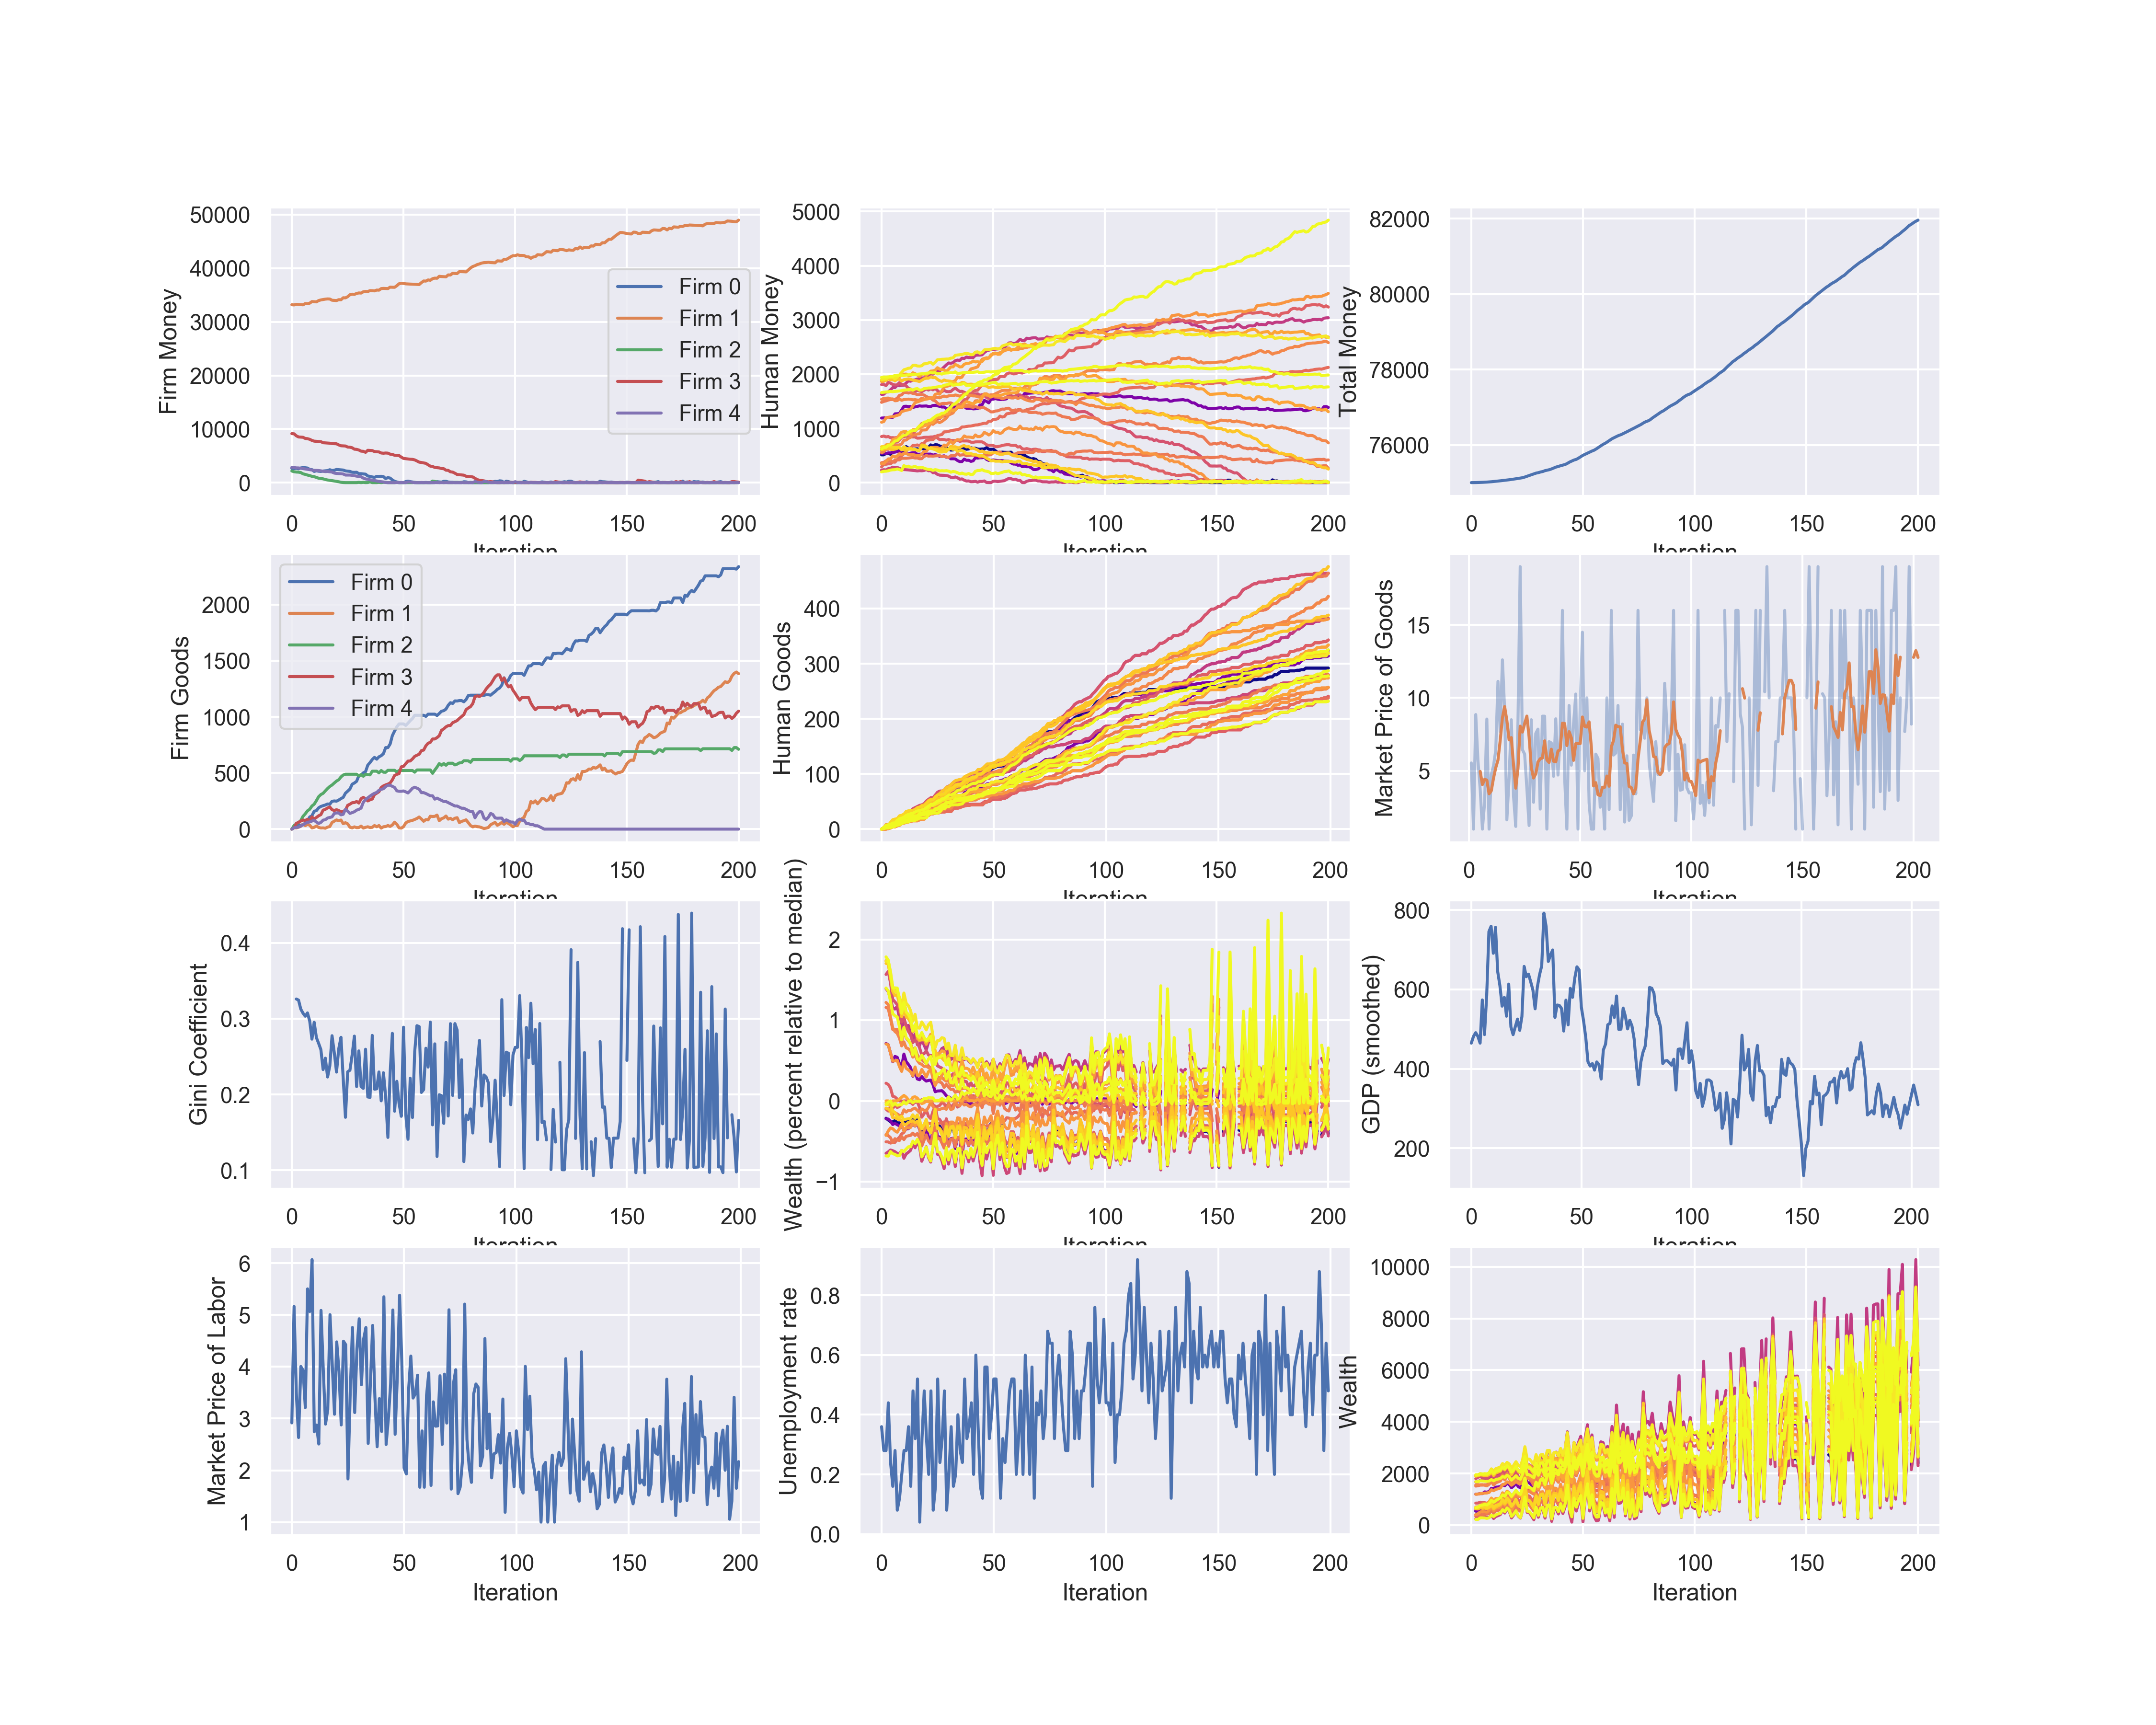 Firm Money
50000
40000
30000
20000
10000
0
Firm 0
Firm 1
Firm 2
Firm 3
Firm 4
0 50 100 150 200
Iteration
Human Money
5000
4000
3000
2000
1000
0
0 50 100 150 200
Iteration
Total Money
82000
80000
78000
76000
0 50 100 150 200
Iteration
Firm Goods
2000
1500
1000
500
0
Firm 0
Firm 1
Firm 2
Firm 3
Firm 4
0 50 100 150 200
Iteration
Human Goods
400
300
200
100
0
0 50 100 150 200
Iteration
Market Price of Goods
15
10
5
0 50 100 150 200
Iteration
Gini Coefficient
0.4
0.3
0.2
0.1
0 50 100 150 200
Iteration
Wealth (percent relative to median)
2
1
0
−1
0 50 100 150 200
Iteration
GDP (smoothed)
800
600
400
200
0 50 100 150 200
Iteration
Market Price of Labor
6
5
4
3
2
1
0 50 100 150 200
Iteration
Unemployment rate
0.8
0.6
0.4
0.2
0.0
0 50 100 150 200
Iteration
Wealth
10000
8000
6000
4000
2000
0
0 50 100 150 200
Iteration